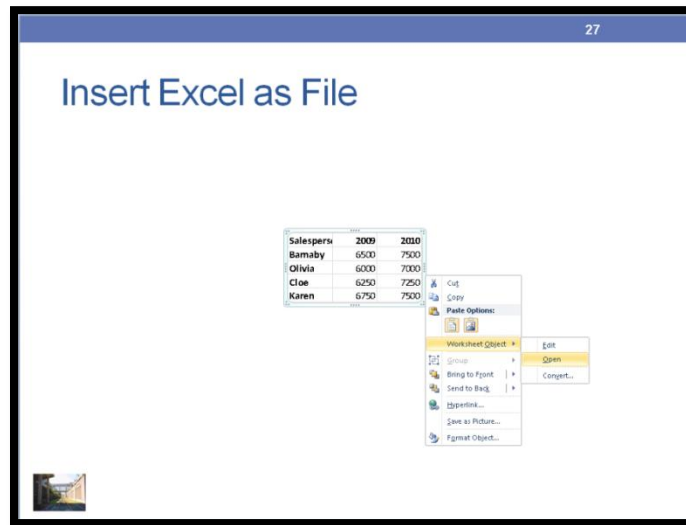 27
Insert Excel as File
Salespers 2009 2010
Barnaby 6500 7500
Olivia 6000 7000
Cloe 6250 7250
Karen 6750 7500
Cut
Copy
Paste Options:
Worksheet Object
Edit
Group
Open
Bring to Front
Convert...
Send to Back
Hyperlink...
Save as Picture...
Format Object...